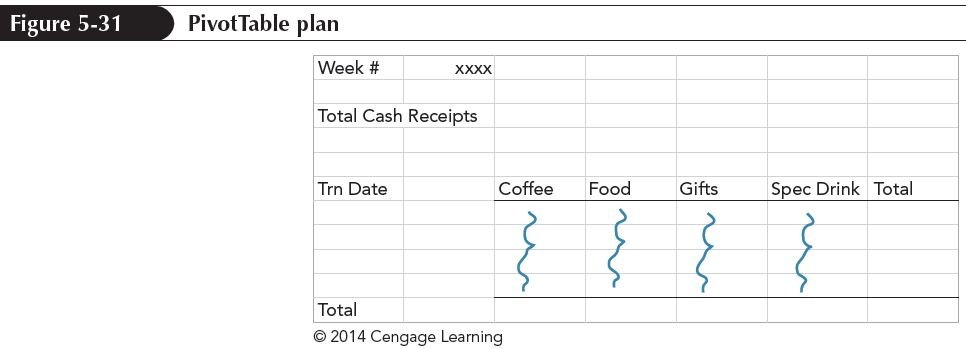 Figure 5-31 PivotTable plan
Week # xxxx
Total Cash Receipts
Trn Date Coffee Food Gifts Spec Drink Total
Total
© 2014 Cengage Learning